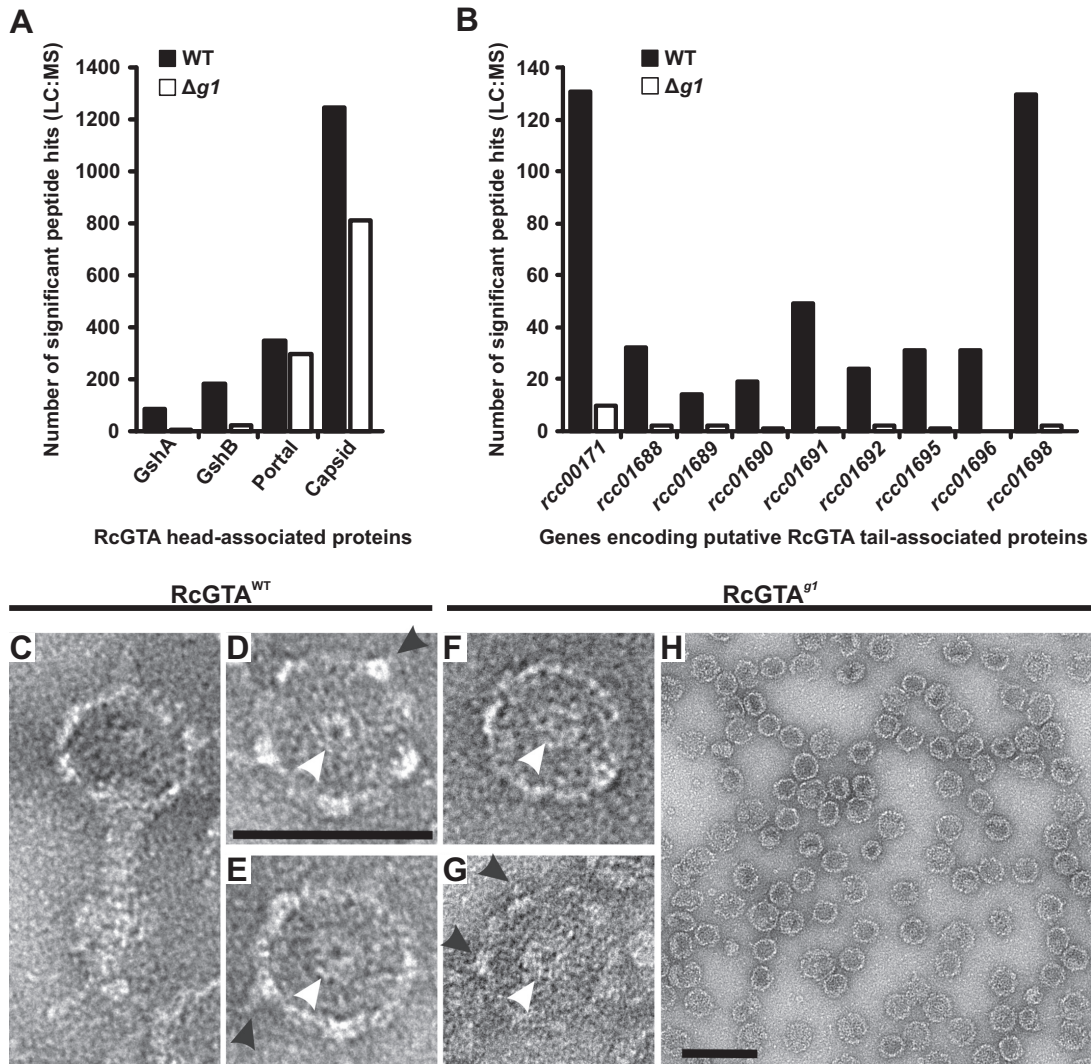 A
WT
Δg1
Number of significant peptide hits (LC:MS)
1400
1200
1000
800
600
400
200
0
GshA
GshB
Portal
Capsid
RcGTA head-associated proteins
B
WT
Δg1
Number of significant peptide hits (LC:MS)
140
120
100
80
60
40
20
0
rcc00171
rcc01688
rcc01689
rcc01690
rcc01691
rcc01692
rcc01695
rcc01696
rcc01698
Genes encoding putative RcGTA tail-associated proteins
RcGTA^WT
RcGTA^g1
C
D
E
F
G
H